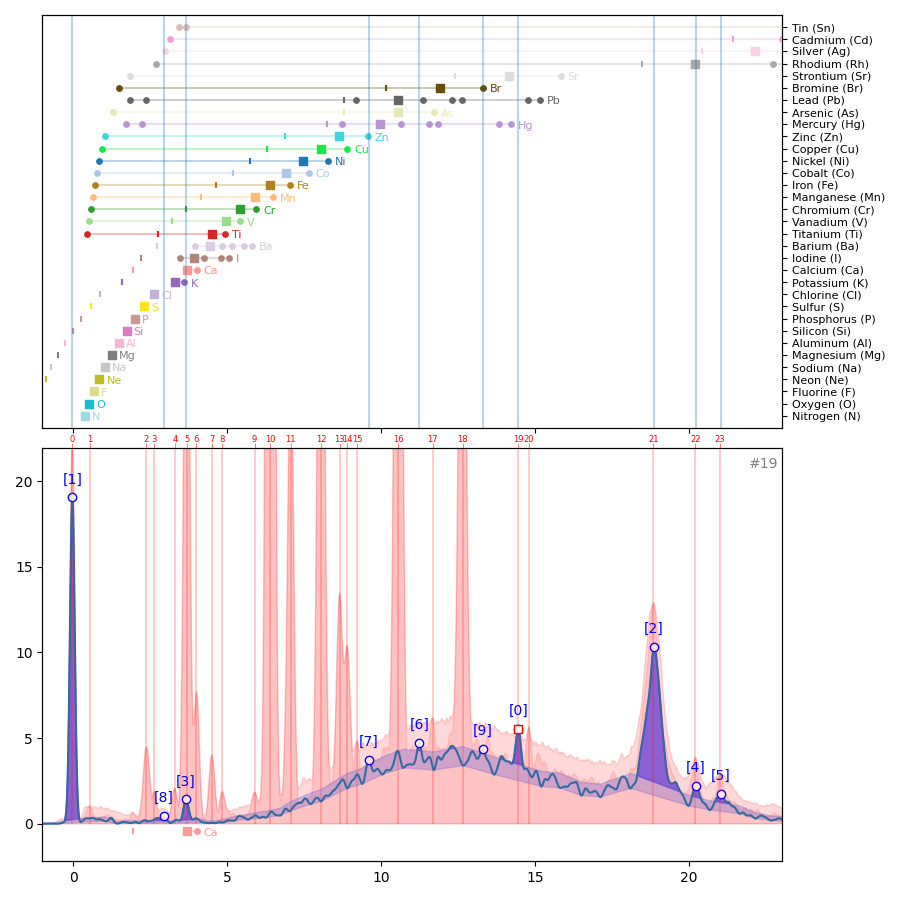 Tin (Sn)
Cadmium (Cd)
Silver (Ag)
Rhodium (Rh)
Sr Strontium (Sr)
Br Bromine (Br)
Pb Lead (Pb)
As Arsenic (As)
Hg Mercury (Hg)
Zn Zinc (Zn)
Cu Copper (Cu)
Ni Nickel (Ni)
Co Cobalt (Co)
Fe Iron (Fe)
Mn Manganese (Mn)
Cr Chromium (Cr)
V Vanadium (V)
Ti Titanium (Ti)
Ba Barium (Ba)
I Iodine (I)
Ca Calcium (Ca)
K Potassium (K)
Cl Chlorine (Cl)
S Sulfur (S)
P Phosphorus (P)
Si Silicon (Si)
Al Aluminum (Al)
Mg Magnesium (Mg)
Na Sodium (Na)
Ne Neon (Ne)
F Fluorine (F)
O Oxygen (O)
N Nitrogen (N)
0 1 2 3 4 5 6 7 8 9 10 11 12 13 14 15 16 17 18 19 20 21 22 23
#19
20
[1]
15
10
[2]
5
[0]
[6]
[9]
[7]
[4]
[5]
[3]
[8]
0
Ca
0 5 10 15 20